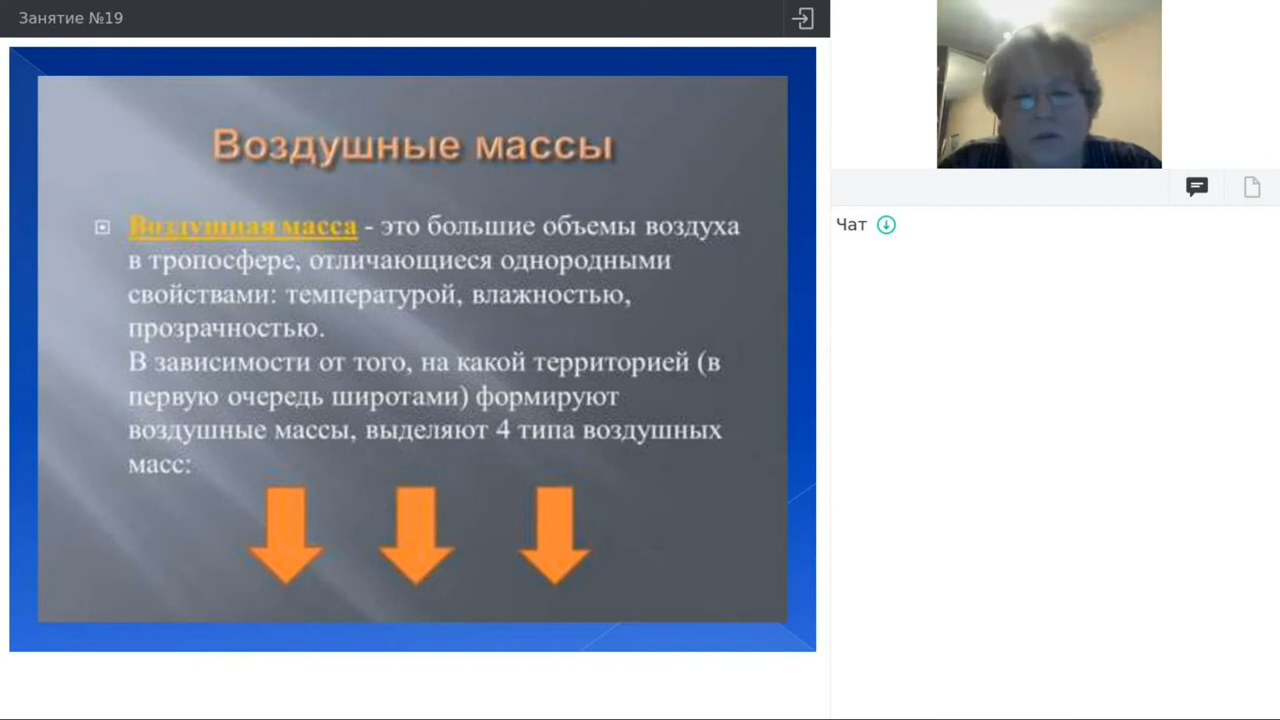 Занятие №19
Воздушные массы
Воздушная масса - это большие объемы воздуха
в тропосфере, отличающиеся однородными
свойствами: температурой, влажностью,
прозрачностью.
В зависимости от того, на какой территорией (в
первую очередь широтами) формируют
воздушные массы, выделяют 4 типа воздушных
масс:
Чат